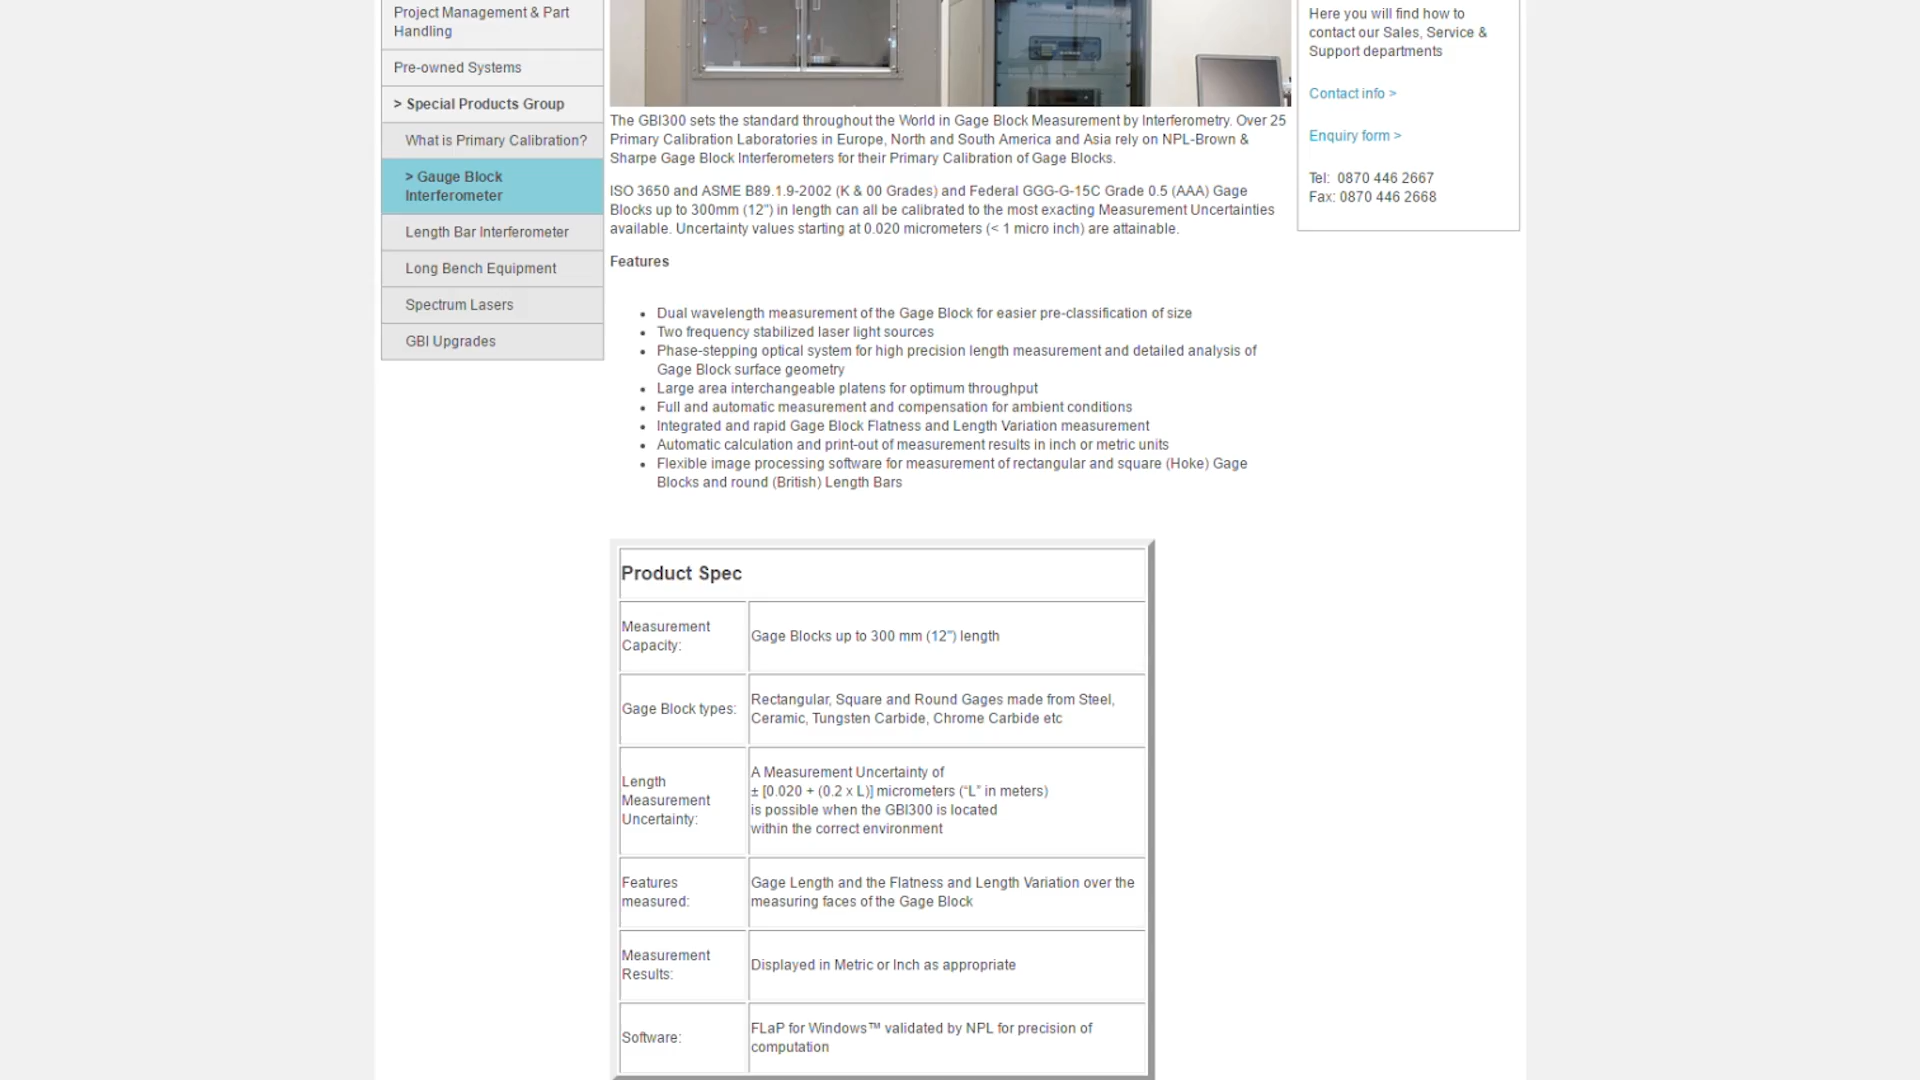 Project Management & Part
Handling
Pre-owned Systems
> Special Products Group
What is Primary Calibration?
> Gauge Block
Interferometer
Length Bar Interferometer
Long Bench Equipment
Spectrum Lasers
GBI Upgrades
The GBI300 sets the standard throughout the World in Gage Block Measurement by Interferometry. Over 25
Primary Calibration Laboratories in Europe, North and South America and Asia rely on NPL-Brown &
Sharpe Gage Block Interferometers for their Primary Calibration of Gage Blocks.
ISO 3650 and ASME B89.1.9-2002 (K & 00 Grades) and Federal GGG-G-15C Grade 0.5 (AAA) Gage
Blocks up to 300mm (12") in length can all be calibrated to the most exacting Measurement Uncertainties
available. Uncertainty values starting at 0.020 micrometers (< 1 micro inch) are attainable.
Features
• Dual wavelength measurement of the Gage Block for easier pre-classification of size
• Two frequency stabilized laser light sources
• Phase-stepping optical system for high precision length measurement and detailed analysis of
Gage Block surface geometry
• Large area interchangeable platens for optimum throughput
• Full and automatic measurement and compensation for ambient conditions
• Integrated and rapid Gage Block Flatness and Length Variation measurement
• Automatic calculation and print-out of measurement results in inch or metric units
• Flexible image processing software for measurement of rectangular and square (Hoke) Gage
Blocks and round (British) Length Bars
Product Spec
Measurement
Capacity:
Gage Blocks up to 300 mm (12") length
Gage Block types:
Rectangular, Square and Round Gages made from Steel,
Ceramic, Tungsten Carbide, Chrome Carbide etc
Length
Measurement
Uncertainty:
A Measurement Uncertainty of
± [0.020 + (0.2 x L)] micrometers (“L” in meters)
is possible when the GBI300 is located
within the correct environment
Features
measured:
Gage Length and the Flatness and Length Variation over the
measuring faces of the Gage Block
Measurement
Results:
Displayed in Metric or Inch as appropriate
Software:
FLaP for Windows™ validated by NPL for precision of
computation
Here you will find how to
contact our Sales, Service &
Support departments
Contact info >
Enquiry form >
Tel: 0870 446 2667
Fax: 0870 446 2668